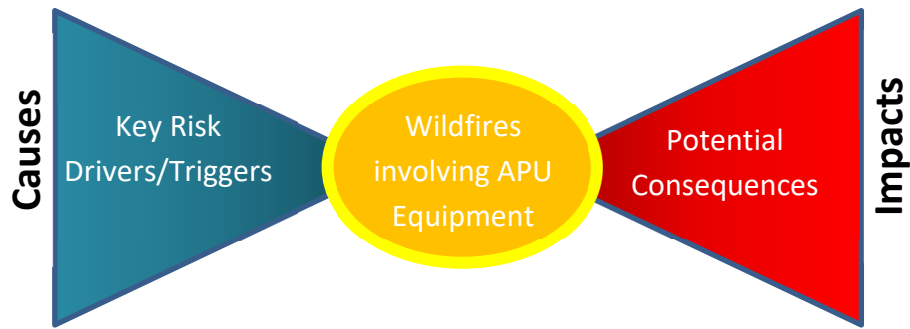 Causes
Key Risk
Drivers/Triggers
Wildfires
involving APU
Equipment
Potential
Consequences
Impacts